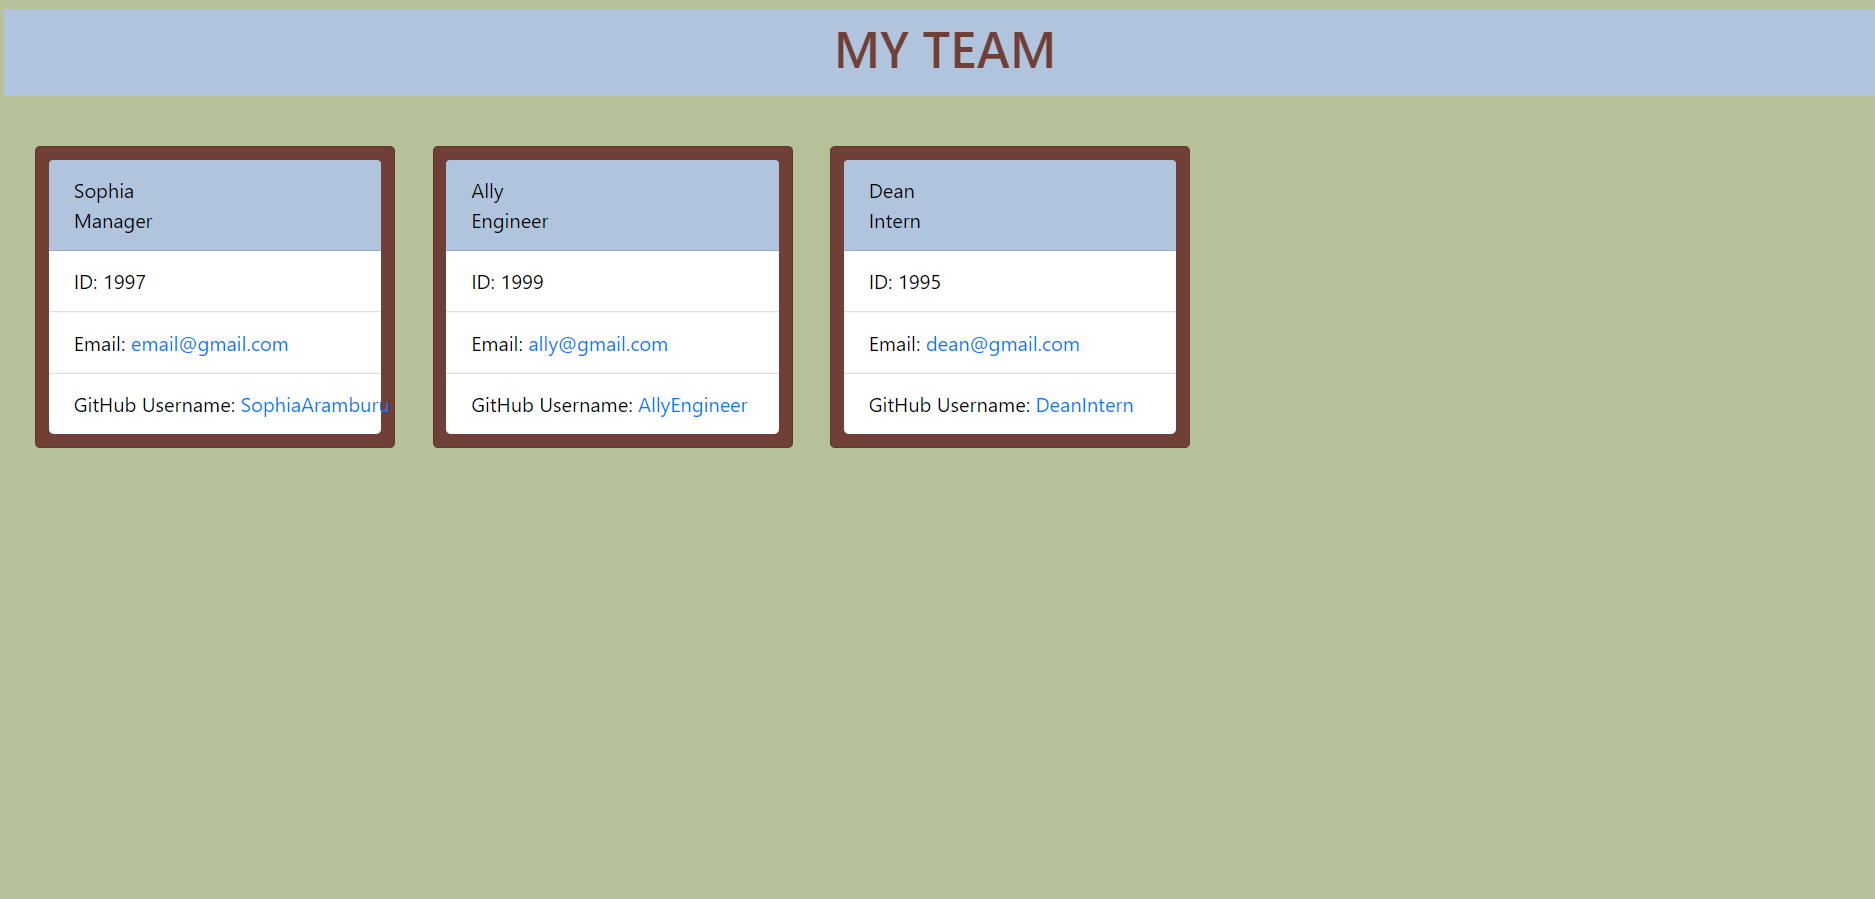 MY TEAM
Sophia
Manager
ID: 1997
Email: email@gmail.com
GitHub Username: SophiaAramburu
Ally
Engineer
ID: 1999
Email: ally@gmail.com
GitHub Username: AllyEngineer
Dean
Intern
ID: 1995
Email: dean@gmail.com
GitHub Username: DeanIntern